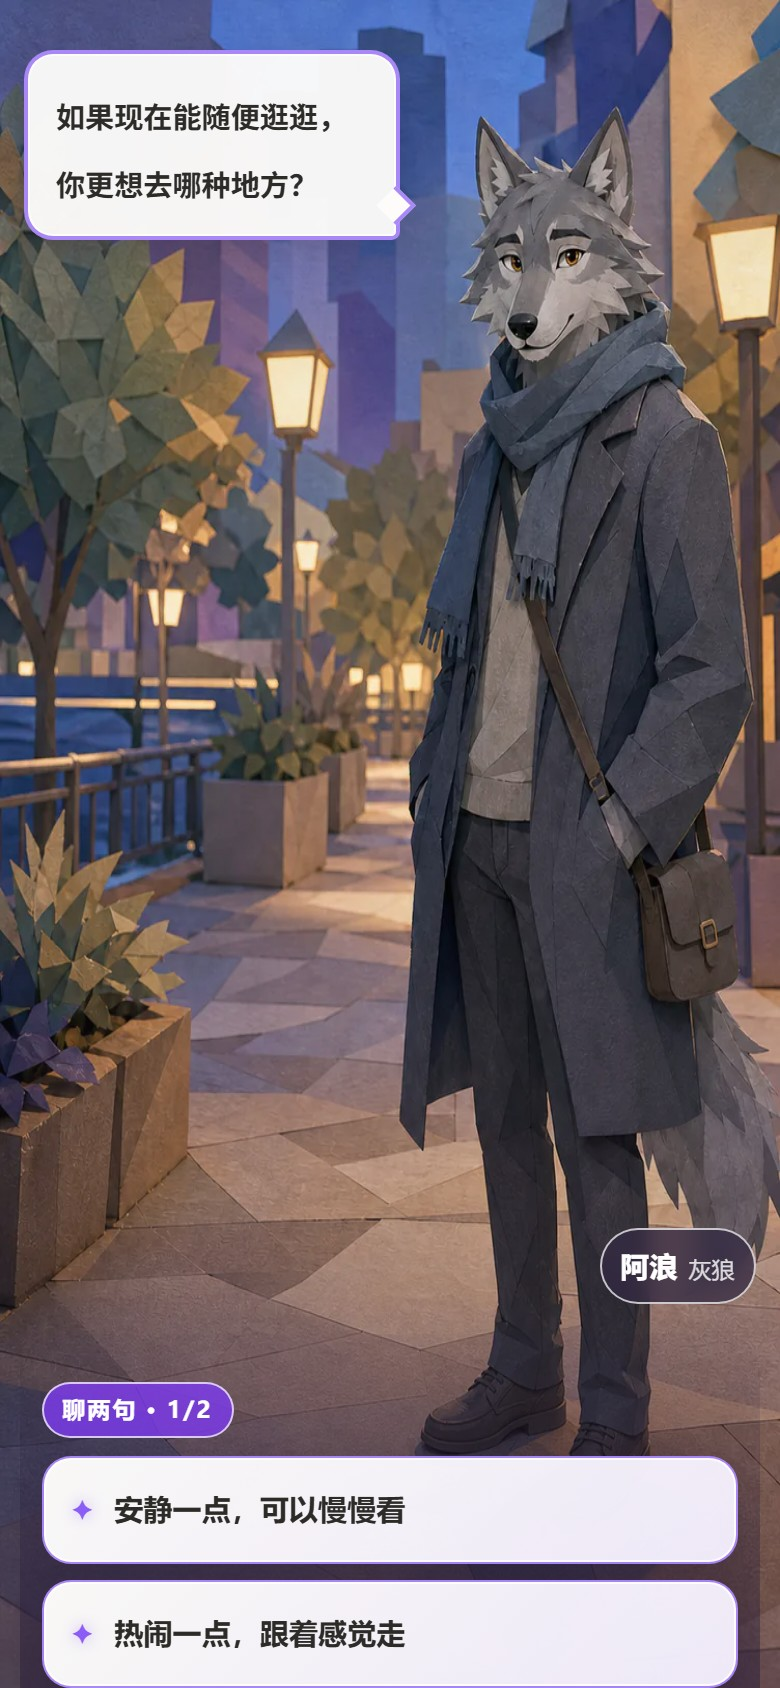 如果现在能随便逛逛，
你更想去哪种地方？
阿浪 灰狼
聊两句 • 1/2
安静一点，可以慢慢看
热闹一点，跟着感觉走